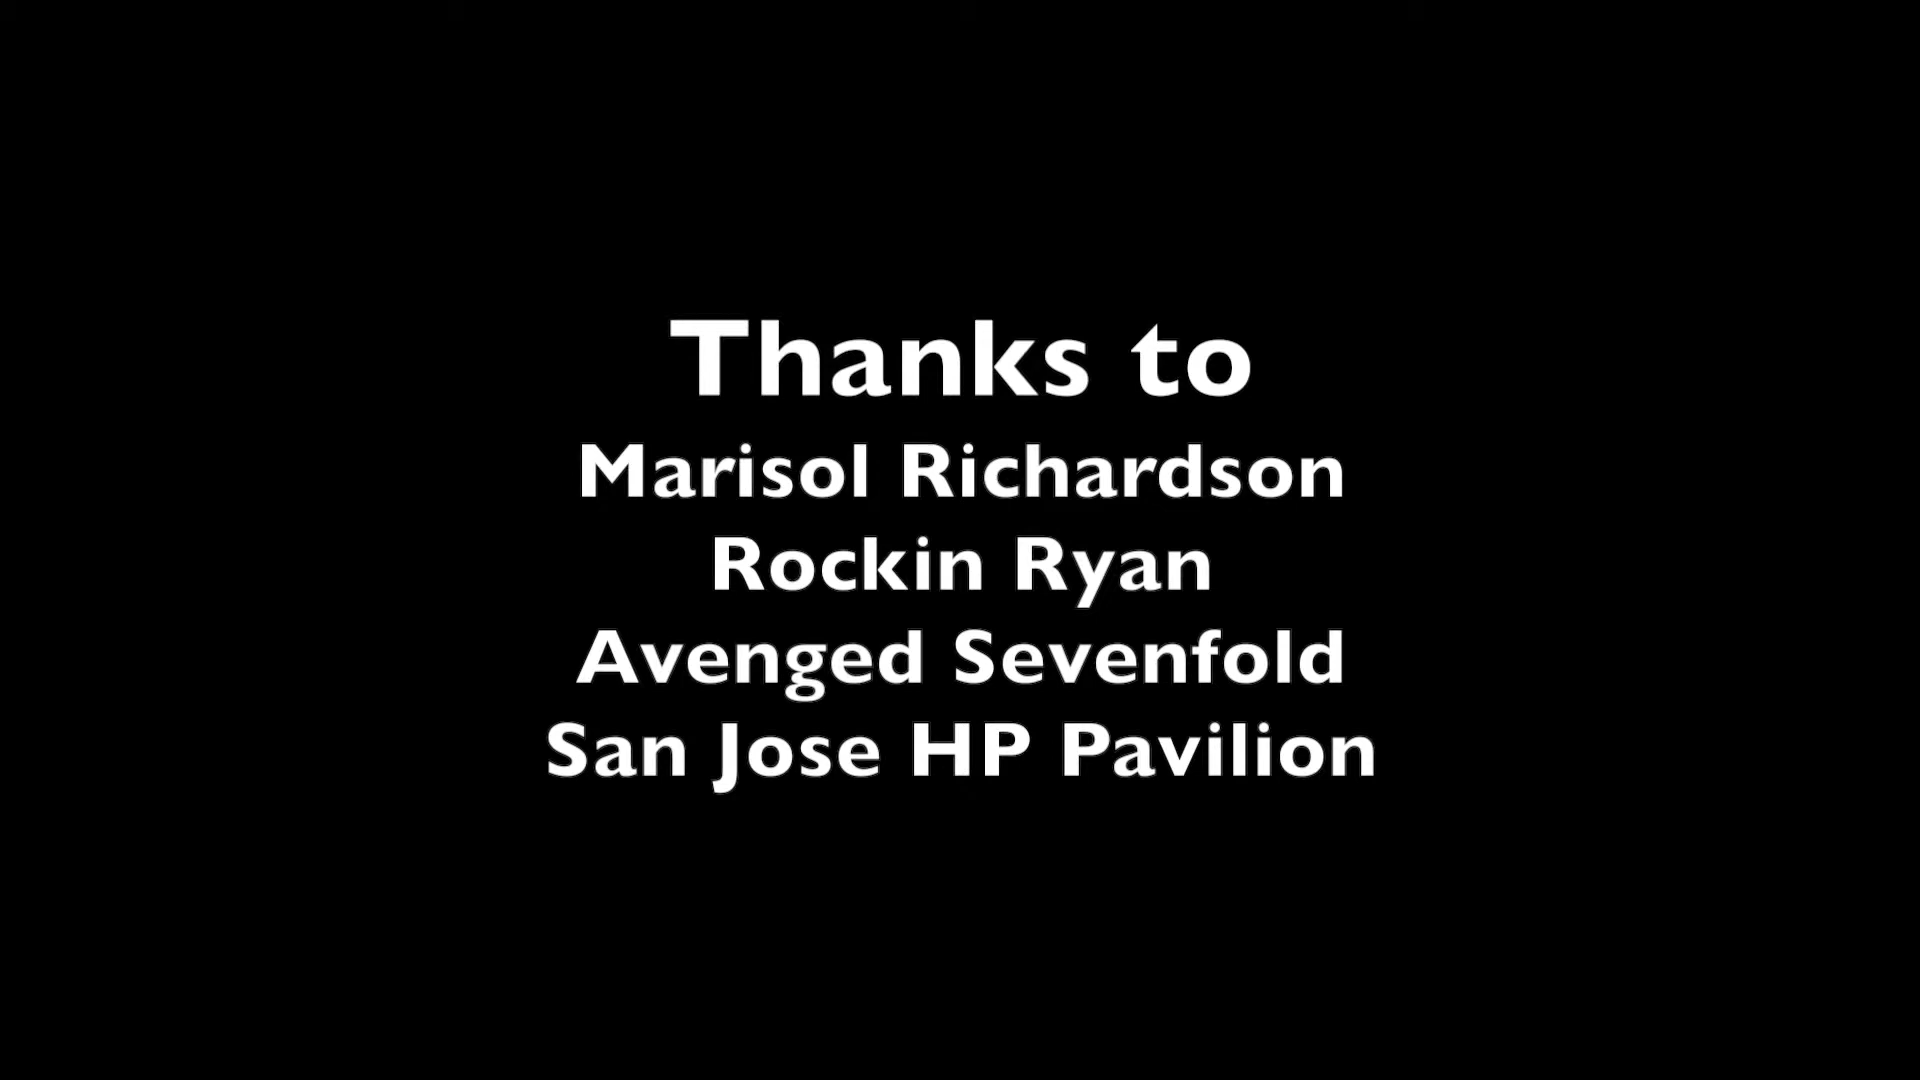 Thanks to
Marisol Richardson
Rockin Ryan
Avenged Sevenfold
San Jose HP Pavilion